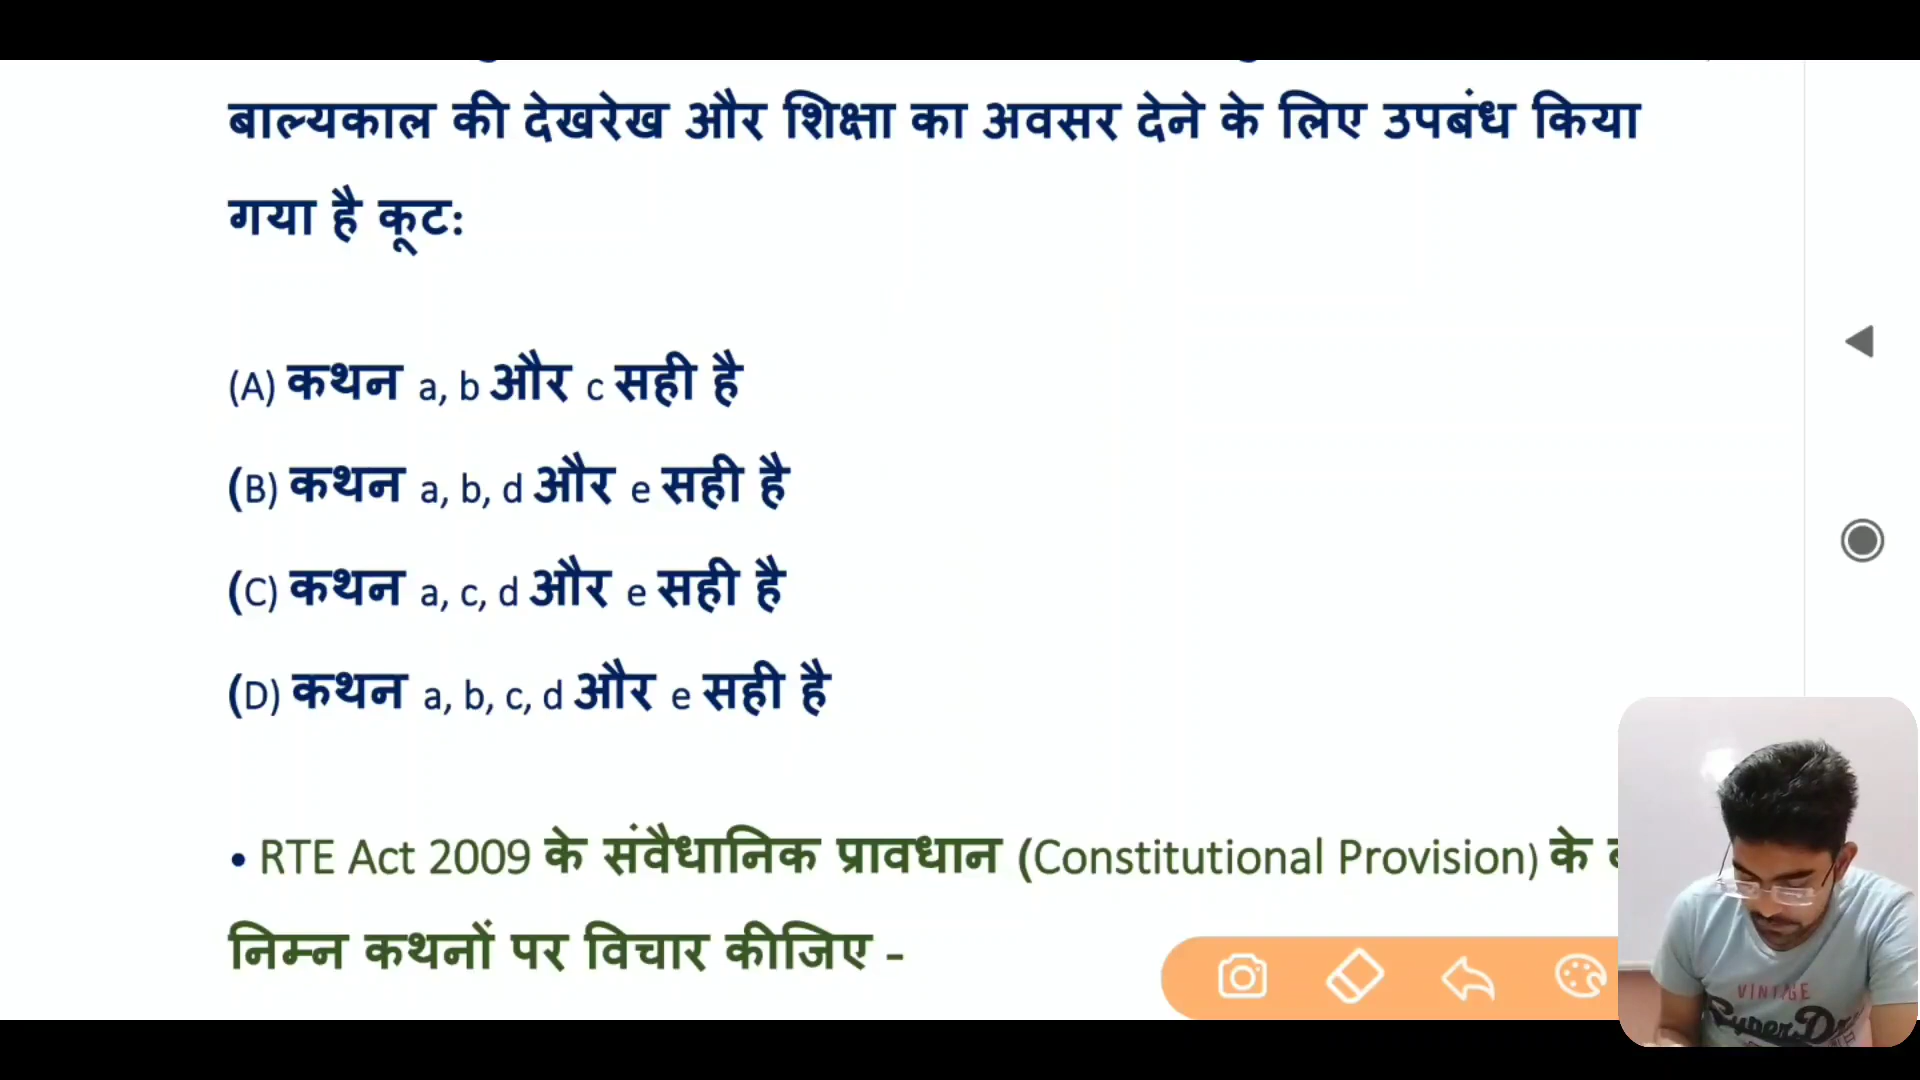 बाल्यकाल की देखरेख और शिक्षा का अवसर देने के लिए उपबंध किया
गया है कूट:
(A) कथन a, b और c सही है
(B) कथन a, b, d और e सही है
(C) कथन a, c, d और e सही है
(D) कथन a, b, c, d और e सही है
• RTE Act 2009 के संवैधानिक प्रावधान (Constitutional Provision) के
निम्न कथनों पर विचार कीजिए -
VINTAGE